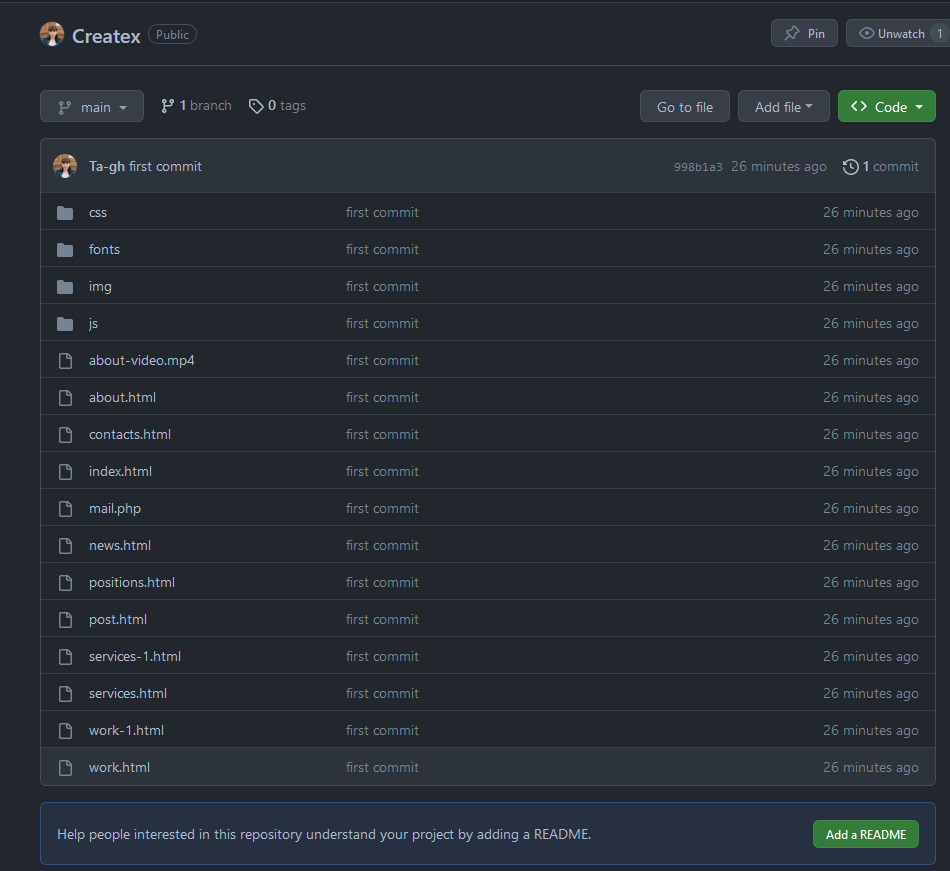 Createx Public Pin Unwatch 1
main 1 branch 0 tags Go to file Add file Code
Ta-gh first commit 998b1a3 26 minutes ago 1 commit
css first commit 26 minutes ago
fonts first commit 26 minutes ago
img first commit 26 minutes ago
js first commit 26 minutes ago
about-video.mp4 first commit 26 minutes ago
about.html first commit 26 minutes ago
contacts.html first commit 26 minutes ago
index.html first commit 26 minutes ago
mail.php first commit 26 minutes ago
news.html first commit 26 minutes ago
positions.html first commit 26 minutes ago
post.html first commit 26 minutes ago
services-1.html first commit 26 minutes ago
services.html first commit 26 minutes ago
work-1.html first commit 26 minutes ago
work.html first commit 26 minutes ago
Help people interested in this repository understand your project by adding a README. Add a README